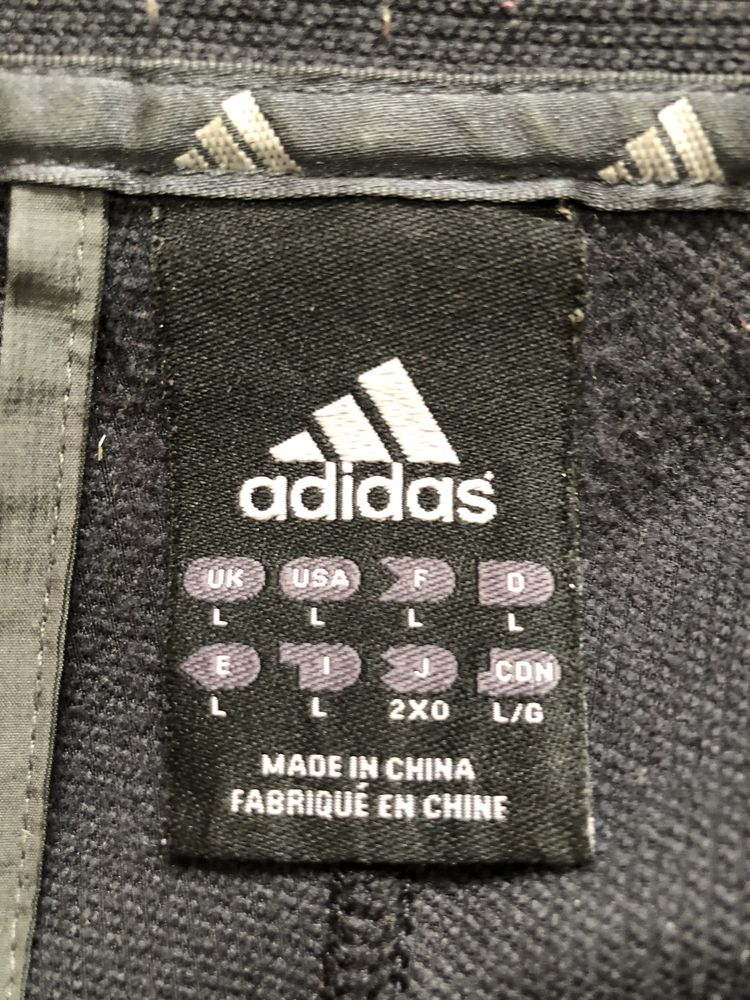 adidas
UK USA F D
L L L L
E I J CDN
L L 2XO L/G
MADE IN CHINA
FABRIQUÉ EN CHINE